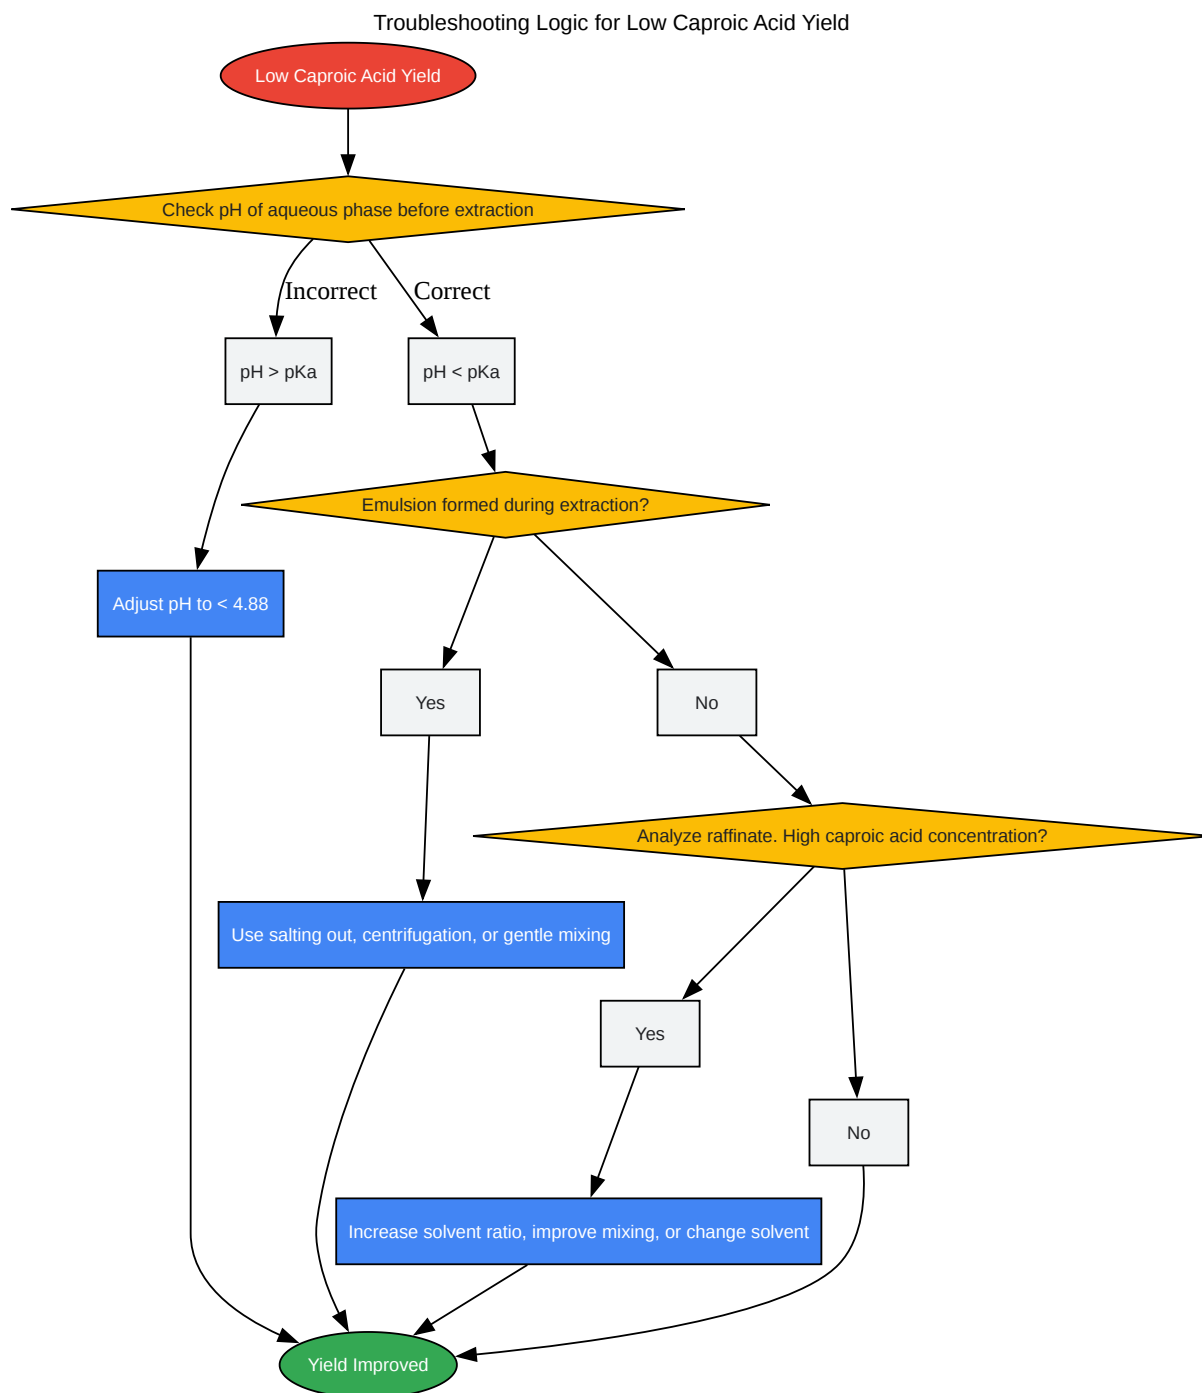 Troubleshooting Logic for Low Caproic Acid Yield
Low Caproic Acid Yield
Check pH of aqueous phase before extraction
Incorrect
Correct
pH > pKa
pH < pKa
Emulsion formed during extraction?
Adjust pH to < 4.88
Yes
No
Analyze raffinate. High caproic acid concentration?
Use salting out, centrifugation, or gentle mixing
Yes
No
Increase solvent ratio, improve mixing, or change solvent
Yield Improved